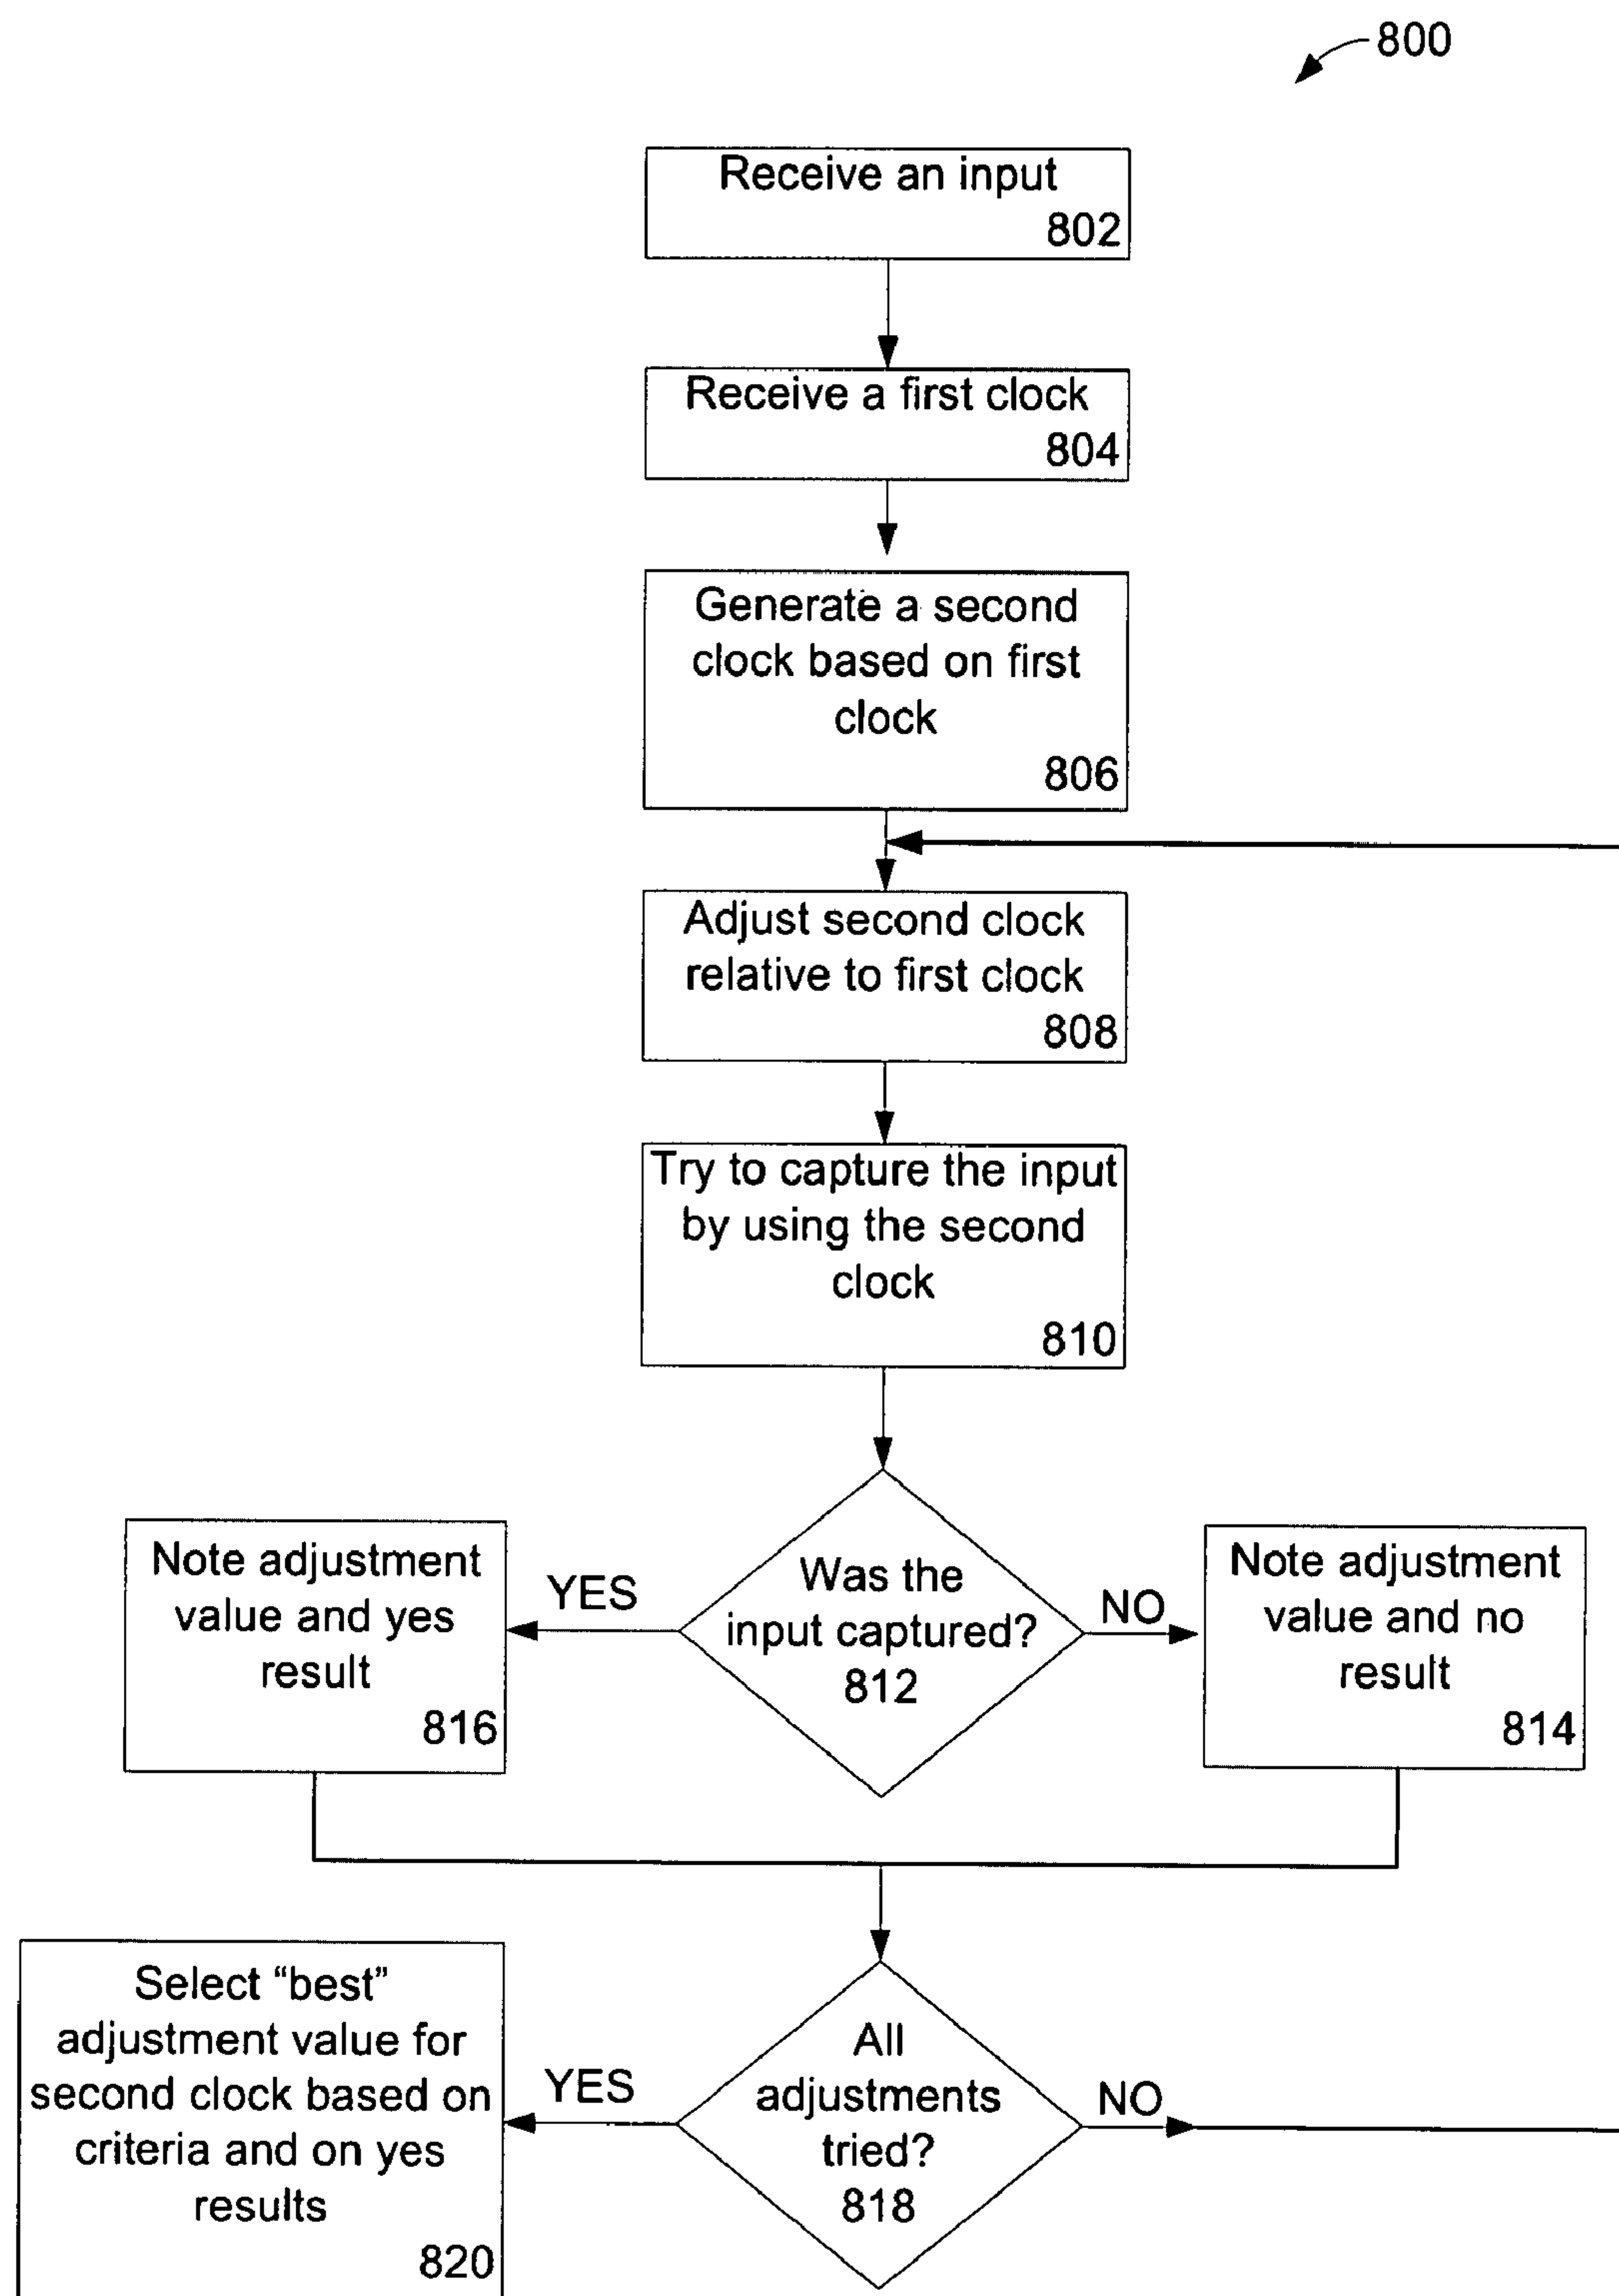 800
Receive an input
802
Receive a first clock
804
Generate a second
clock based on first
clock
806
Adjust second clock
relative to first clock
808
Try to capture the input
by using the second
clock
810
Was the
input captured?
812
YES
NO
Note adjustment
value and yes
result
816
Note adjustment
value and no
result
814
All
adjustments
tried?
818
YES
NO
Select “best”
adjustment value for
second clock based on
criteria and on yes
results
820